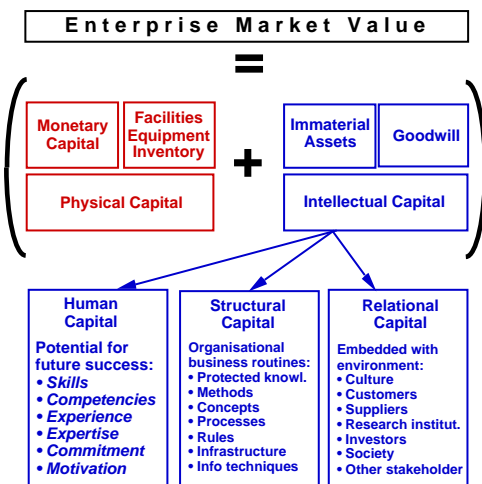 Enterprise Market Value
=
Monetary
Capital
Facilities
Equipment
Inventory
Physical Capital
+
Immaterial
Assets
Goodwill
Intellectual Capital
Human
Capital
Potential for
future success:
• Skills
• Competencies
• Experience
• Expertise
• Commitment
• Motivation
Structural
Capital
Organisational
business routines:
• Protected knowl.
• Methods
• Concepts
• Processes
• Rules
• Infrastructure
• Info techniques
Relational
Capital
Embedded with
environment:
• Culture
• Customers
• Suppliers
• Research institut.
• Investors
• Society
• Other stakeholder